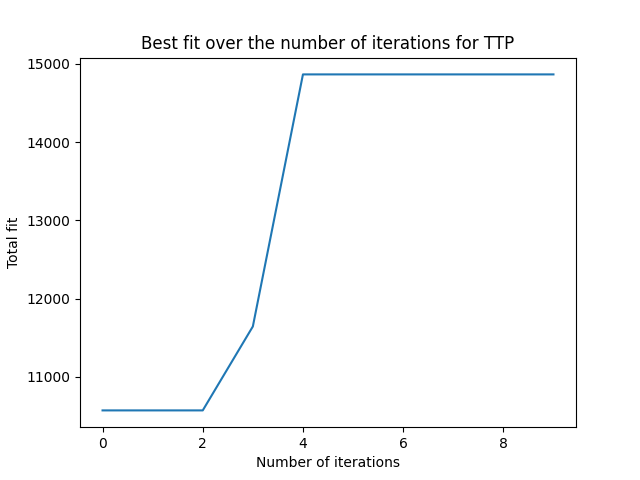 Best fit over the number of iterations for TTP
15000
14000
13000
12000
11000
Total fit
0 2 4 6 8
Number of iterations